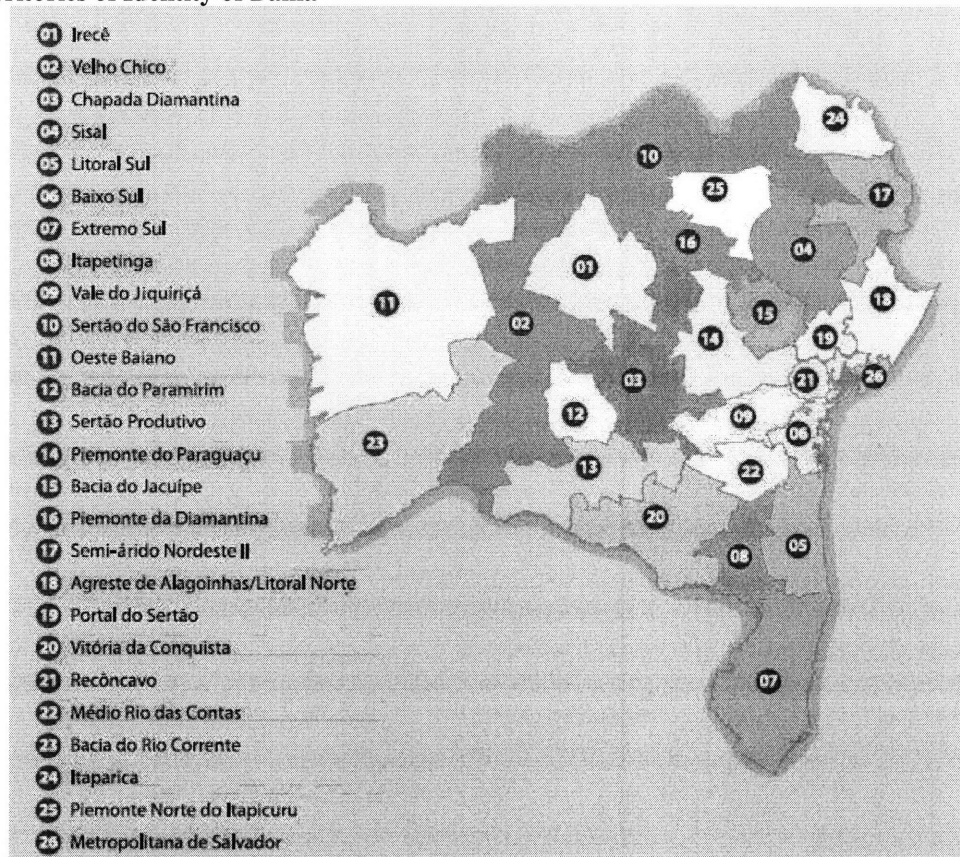 of Identity of Bahia
01 Irecê
02 Velho Chico
03 Chapada Diamantina
04 Sisal
05 Litoral Sul
06 Baixo Sul
07 Extremo Sul
08 Itapetinga
09 Vale do Jiquiriçá
10 Sertão do São Francisco
11 Oeste Baiano
12 Bacia do Paramirim
13 Sertão Produtivo
14 Piemonte do Paraguaçu
15 Bacia do Jacuípe
16 Piemonte da Diamantina
17 Semi-árido Nordeste II
18 Agreste de Alagoinhas/Litoral Norte
19 Portal do Sertão
20 Vitória da Conquista
21 Recôncavo
22 Médio Rio das Contas
23 Bacia do Rio Corrente
24 Itaparica
25 Piemonte Norte do Itapicuru
26 Metropolitana de Salvador
24
10
25
17
16
04
01
11
18
02
15
14
19
03
21
26
12
09
06
23
13
22
20
08
05
07